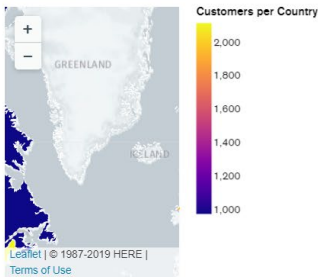 Customers per Country
+
−
2,000
GREENLAND
1,800
1,600
1,400
ICELAND
1,200
1,000
Leaflet | © 1987-2019 HERE |
Terms of Use